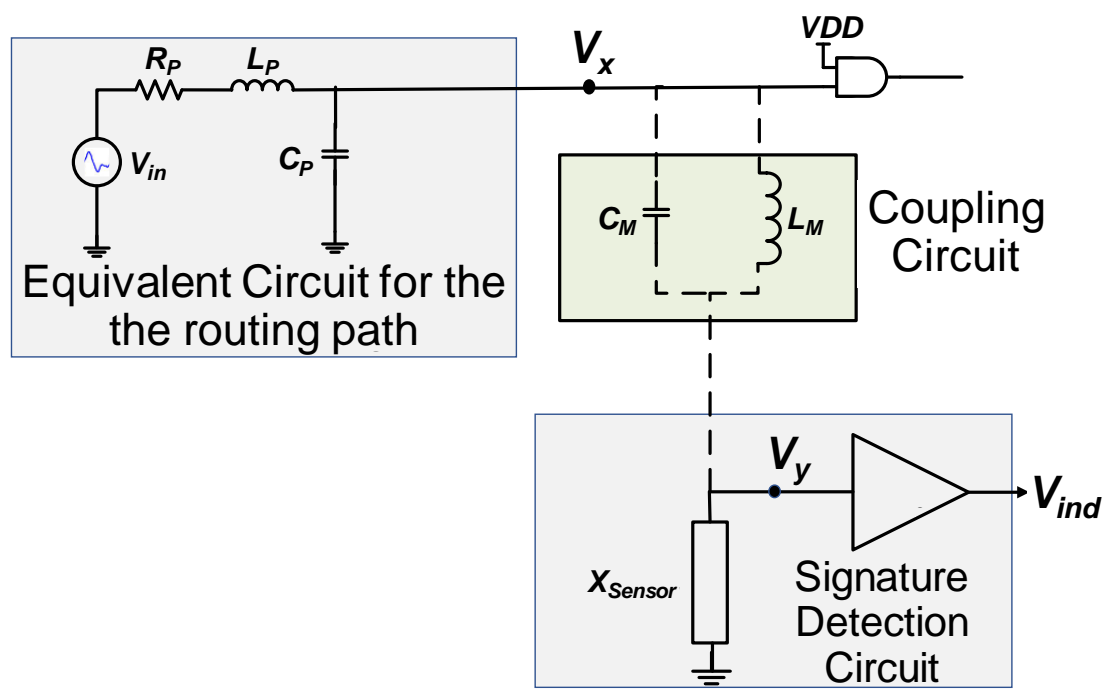 VDD
R_P
L_P
V_x
V_in
C_P
C_M
L_M
Coupling
Circuit
Equivalent Circuit for the
the routing path
V_y
V_ind
X_Sensor
Signature
Detection
Circuit